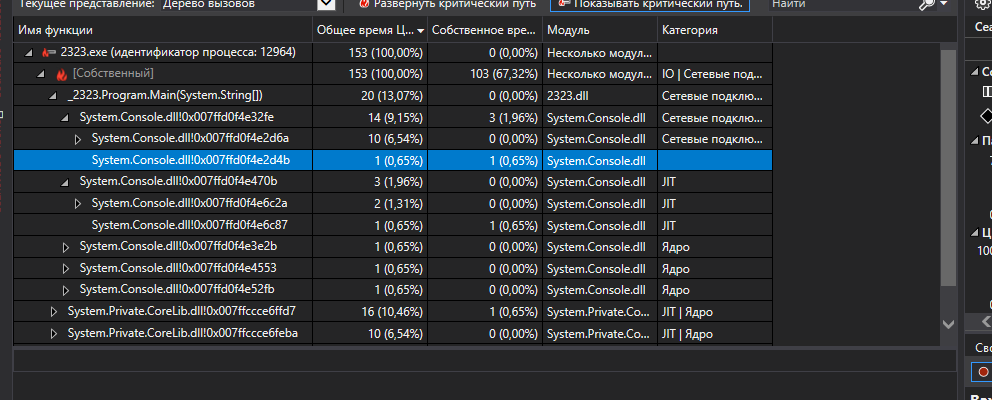 Текущее представление: Дерево вызовов Развернуть критический путь Показывать критический путь. Найти
Имя функции Общее время Ц... Собственное вре... Модуль Категория
2323.exe (идентификатор процесса: 12964) 153 (100,00%) 0 (0,00%) Несколько модул...
[Собственный] 153 (100,00%) 103 (67,32%) Несколько модул... IO | Сетевые под...
_2323.Program.Main(System.String[]) 20 (13,07%) 0 (0,00%) 2323.dll Сетевые подклю...
System.Console.dll!0x007ffd0f4e32fe 14 (9,15%) 3 (1,96%) System.Console.dll Сетевые подклю...
System.Console.dll!0x007ffd0f4e2d6a 10 (6,54%) 0 (0,00%) System.Console.dll Сетевые подклю...
System.Console.dll!0x007ffd0f4e2d4b 1 (0,65%) 1 (0,65%) System.Console.dll
System.Console.dll!0x007ffd0f4e470b 3 (1,96%) 0 (0,00%) System.Console.dll JIT
System.Console.dll!0x007ffd0f4e6c2a 2 (1,31%) 0 (0,00%) System.Console.dll JIT
System.Console.dll!0x007ffd0f4e6c87 1 (0,65%) 1 (0,65%) System.Console.dll JIT
System.Console.dll!0x007ffd0f4e3e2b 1 (0,65%) 0 (0,00%) System.Console.dll Ядро
System.Console.dll!0x007ffd0f4e4553 1 (0,65%) 0 (0,00%) System.Console.dll Ядро
System.Console.dll!0x007ffd0f4e52fb 1 (0,65%) 0 (0,00%) System.Console.dll Ядро
System.Private.CoreLib.dll!0x007ffccce6ffd7 16 (10,46%) 1 (0,65%) System.Private.Co... JIT | Ядро
System.Private.CoreLib.dll!0x007ffccce6feba 10 (6,54%) 0 (0,00%) System.Private.Co... JIT | Ядро